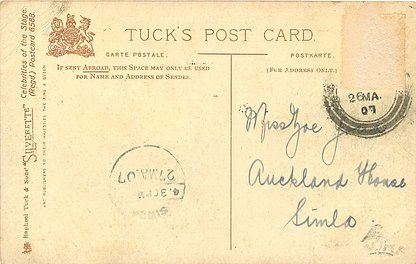 TUCK'S POST CARD.
CARTE POSTALE.
POSTKARTE.
IF SENT ABROAD, THIS SPACE MAY ONLY BE USED
FOR NAME AND ADDRESS OF SENDER.
(FOR ADDRESS ONLY.)
26 MA.
07
Miss Zoe
Auckland House
Simla
27 MA.07
Raphael Tuck & Sons' "SILVERETTE" Celebrities of the Stage.
(Regd.) Postcard 6568.
ART PUBLISHERS TO THEIR MAJESTIES THE KING & QUEEN